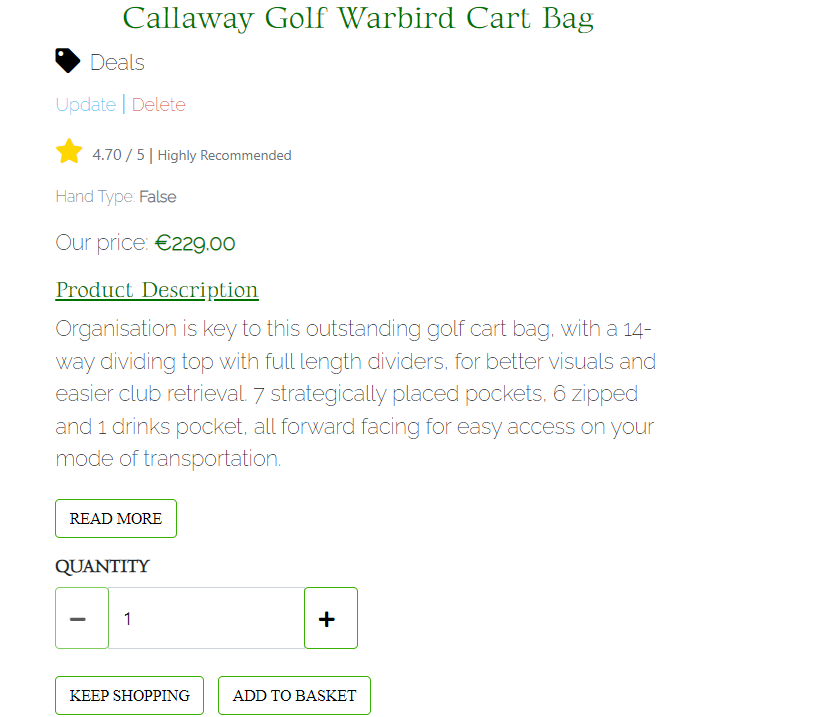 Callaway Golf Warbird Cart Bag
Deals
Update | Delete
4.70 / 5 | Highly Recommended
Hand Type: False
Our price: €229.00
Product Description
Organisation is key to this outstanding golf cart bag, with a 14-
way dividing top with full length dividers, for better visuals and
easier club retrieval. 7 strategically placed pockets, 6 zipped
and 1 drinks pocket, all forward facing for easy access on your
mode of transportation.
READ MORE
QUANTITY
− 1 +
KEEP SHOPPING ADD TO BASKET